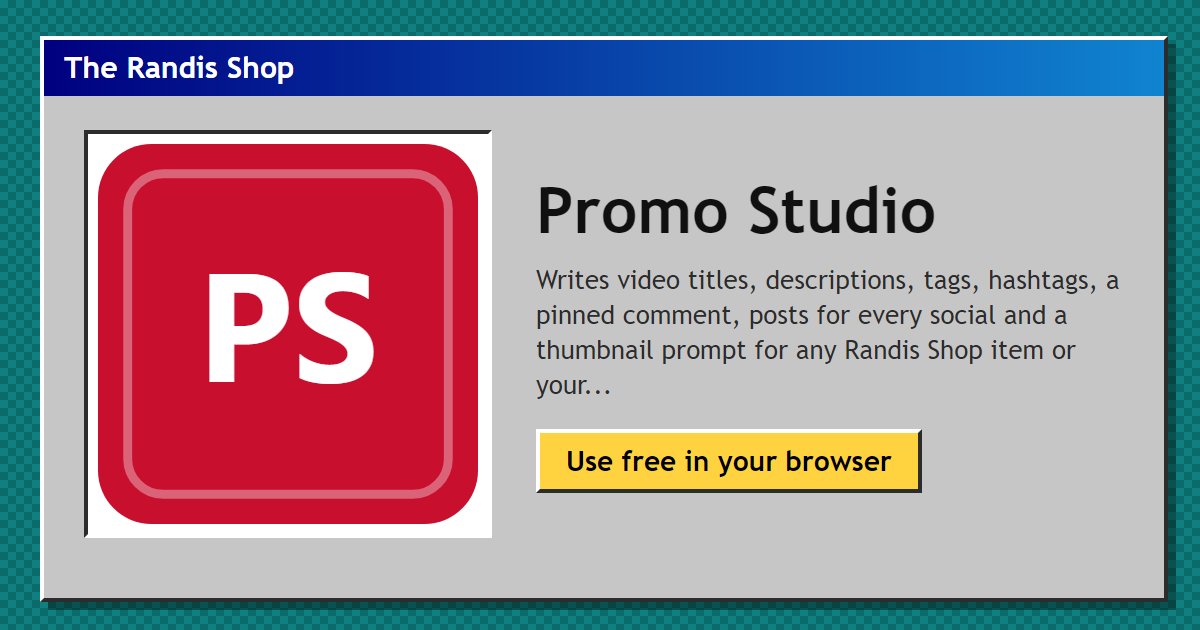 The Randis Shop
PS
Promo Studio
Writes video titles, descriptions, tags, hashtags, a
pinned comment, posts for every social and a
thumbnail prompt for any Randis Shop item or
your...
Use free in your browser